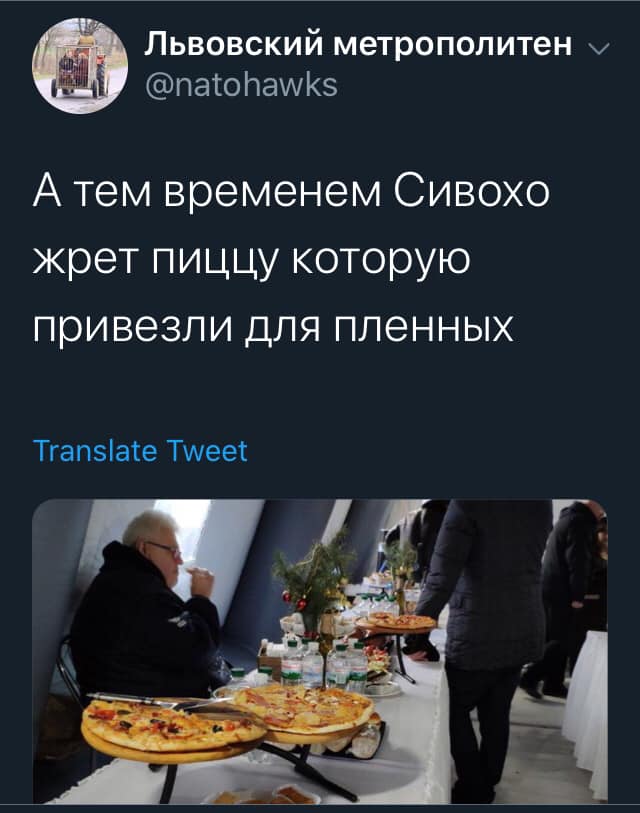 Львовский метрополитен
@natohawks
А тем временем Сивохо
жрет пиццу которую
привезли для пленных
Translate Tweet